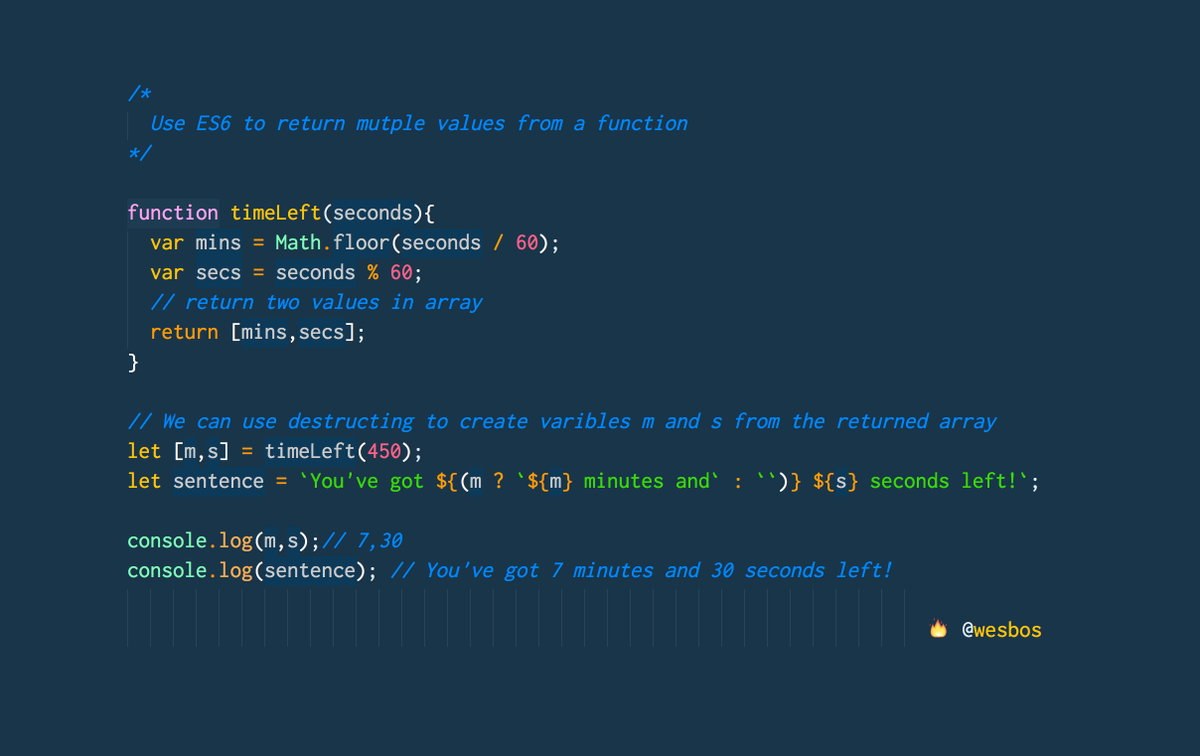 /*
  Use ES6 to return mutple values from a function
*/

function timeLeft(seconds){
  var mins = Math.floor(seconds / 60);
  var secs = seconds % 60;
  // return two values in array
  return [mins,secs];
}

// We can use destructing to create varibles m and s from the returned array
let [m,s] = timeLeft(450);
let sentence = `You've got ${(m ? `${m} minutes and` : ``)} ${s} seconds left!`;

console.log(m,s);// 7,30
console.log(sentence); // You've got 7 minutes and 30 seconds left!
🔥 @wesbos